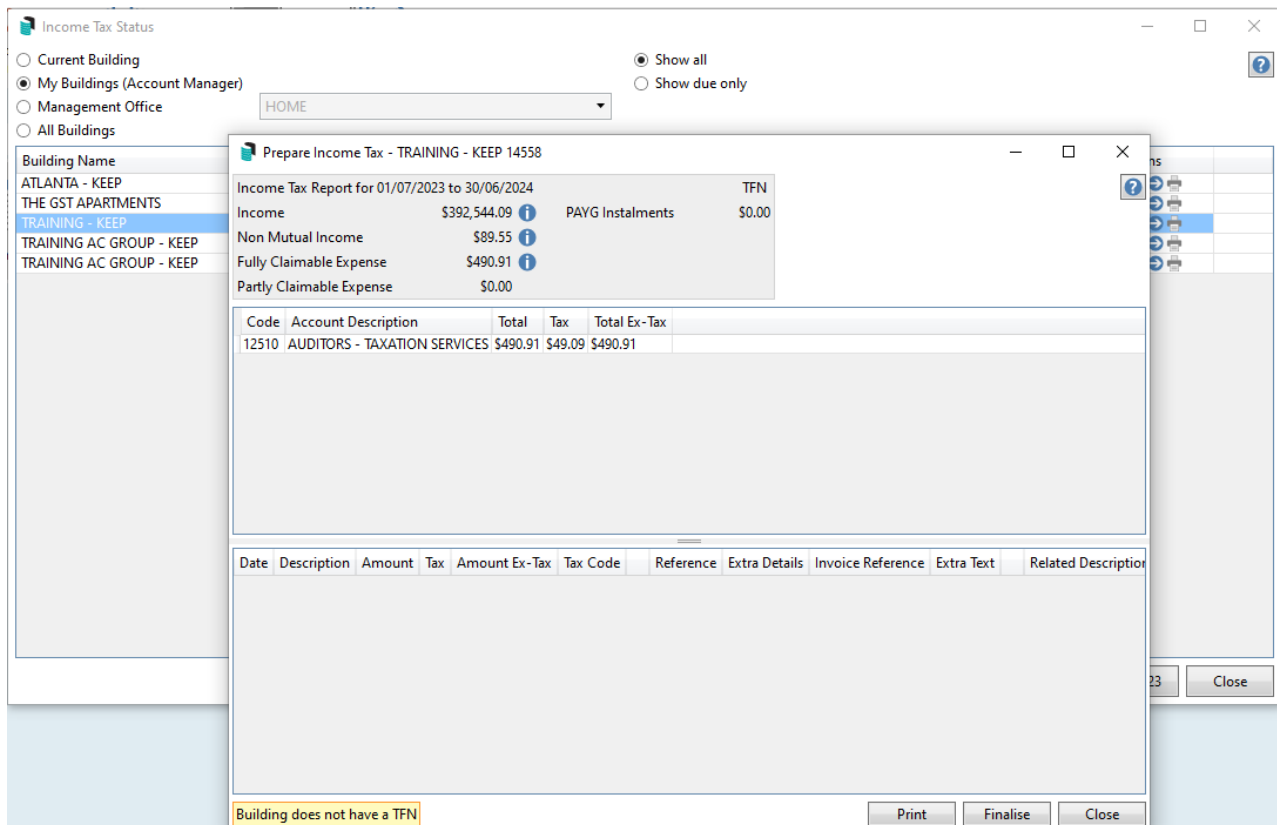 Income Tax Status
Current Building
Show all
My Buildings (Account Manager)
Show due only
Management Office
HOME
All Buildings
Building Name
ATLANTA - KEEP
THE GST APARTMENTS
TRAINING - KEEP
TRAINING AC GROUP - KEEP
TRAINING AC GROUP - KEEP
ns
Prepare Income Tax - TRAINING - KEEP 14558
Income Tax Report for 01/07/2023 to 30/06/2024 TFN
Income $392,544.09 PAYG Instalments $0.00
Non Mutual Income $89.55
Fully Claimable Expense $490.91
Partly Claimable Expense $0.00
Code Account Description Total Tax Total Ex-Tax
12510 AUDITORS - TAXATION SERVICES $490.91 $49.09 $490.91
Date Description Amount Tax Amount Ex-Tax Tax Code Reference Extra Details Invoice Reference Extra Text Related Description
Building does not have a TFN
Print Finalise Close
23 Close